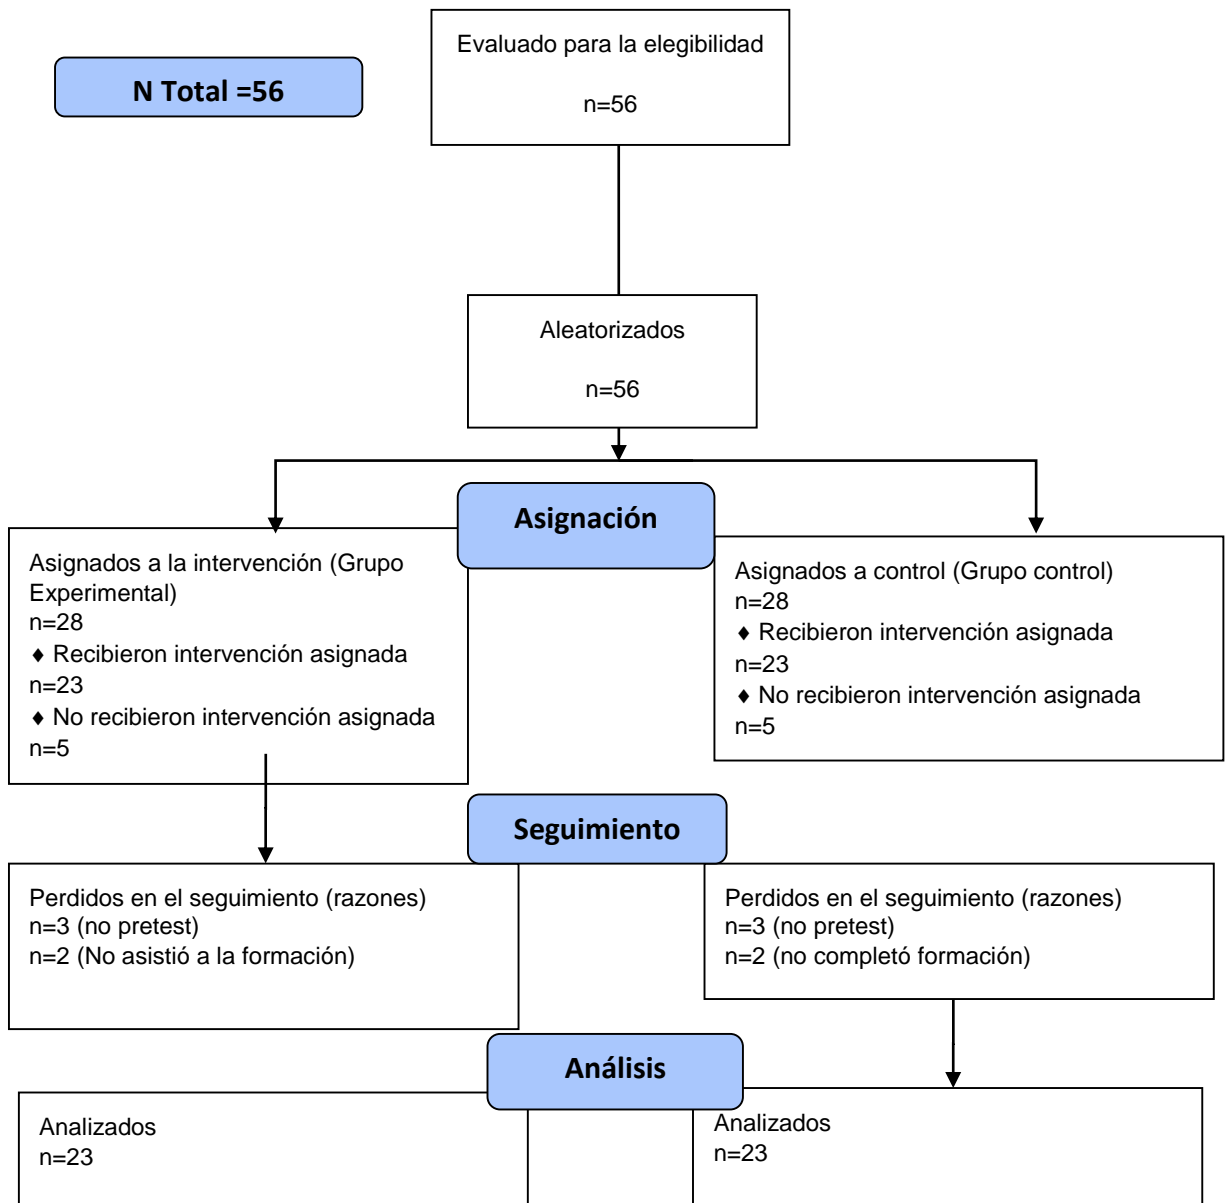 Evaluado para la elegibilidad
n=56
N Total =56
Aleatorizados
n=56
Asignación
Asignados a la intervención (Grupo
Experimental)
n=28
♦ Recibieron intervención asignada
n=23
♦ No recibieron intervención asignada
n=5
Asignados a control (Grupo control)
n=28
♦ Recibieron intervención asignada
n=23
♦ No recibieron intervención asignada
n=5
Seguimiento
Perdidos en el seguimiento (razones)
n=3 (no pretest)
n=2 (No asistió a la formación)
Perdidos en el seguimiento (razones)
n=3 (no pretest)
n=2 (no completó formación)
Análisis
Analizados
n=23
Analizados
n=23